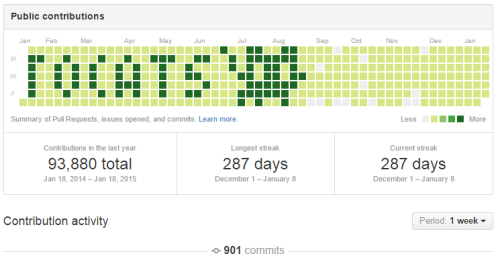 Public contributions
Jan Feb Mar Apr May Jun Jul Aug Sep Oct Nov Dec Jan
M
W
F
Summary of Pull Requests, issues opened, and commits. Learn more.
Less More
Contributions in the last year
93,880 total
Jan 18, 2014 – Jan 18, 2015
Longest streak
287 days
December 1 – January 8
Current streak
287 days
December 1 – January 8
Contribution activity
Period: 1 week
901 commits